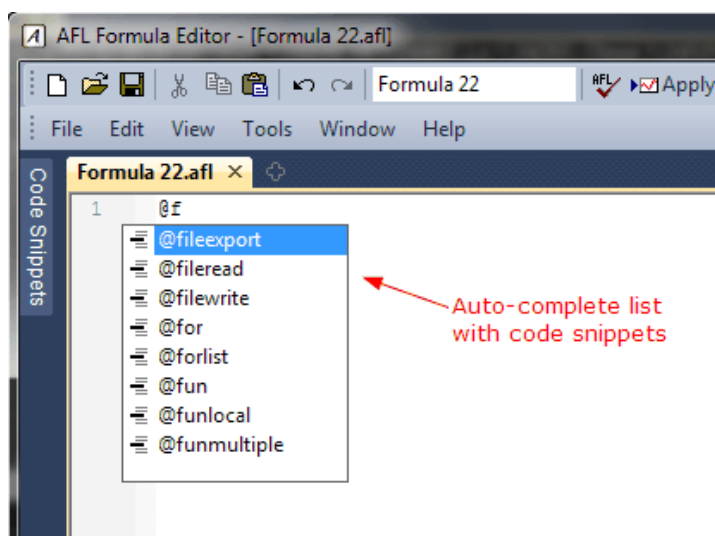 A AFL Formula Editor - [Formula 22.afl]
Formula 22 AFL Apply
File Edit View Tools Window Help
Code Snippets
Formula 22.afl ×
1 @f
@fileexport
@fileread
@filewrite
@for
@forlist
@fun
@funlocal
@funmultiple
Auto-complete list
with code snippets